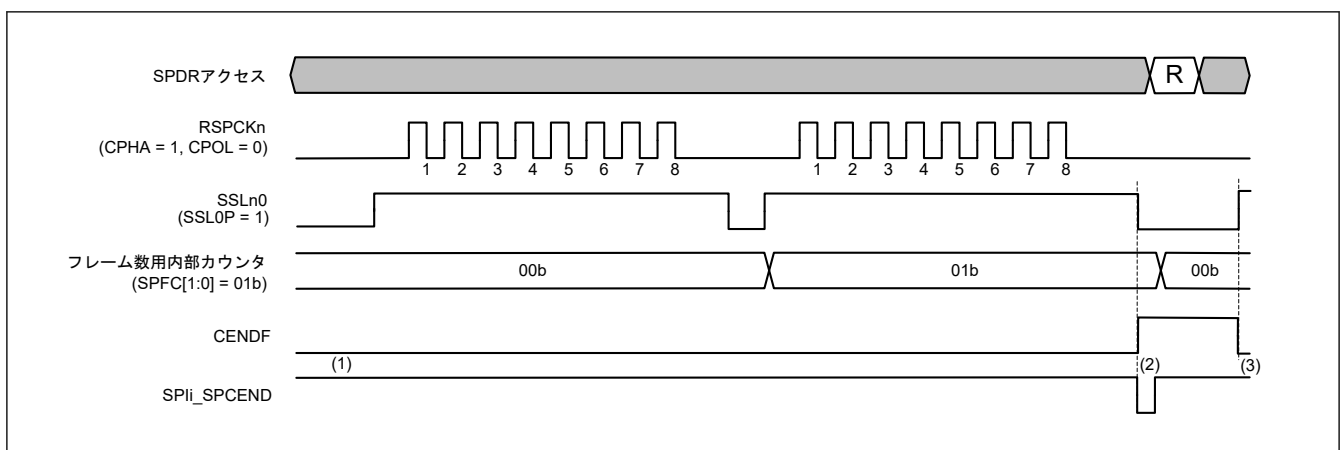 SPDRアクセス
R
RSPCKn
(CPHA = 1, CPOL = 0)
1 2 3 4 5 6 7 8 1 2 3 4 5 6 7 8
SSLn0
(SSL0P = 1)
フレーム数用内部カウンタ
(SPFC[1:0] = 01b)
00b 01b 00b
CENDF
(1) (2) (3)
SPIi_SPCEND